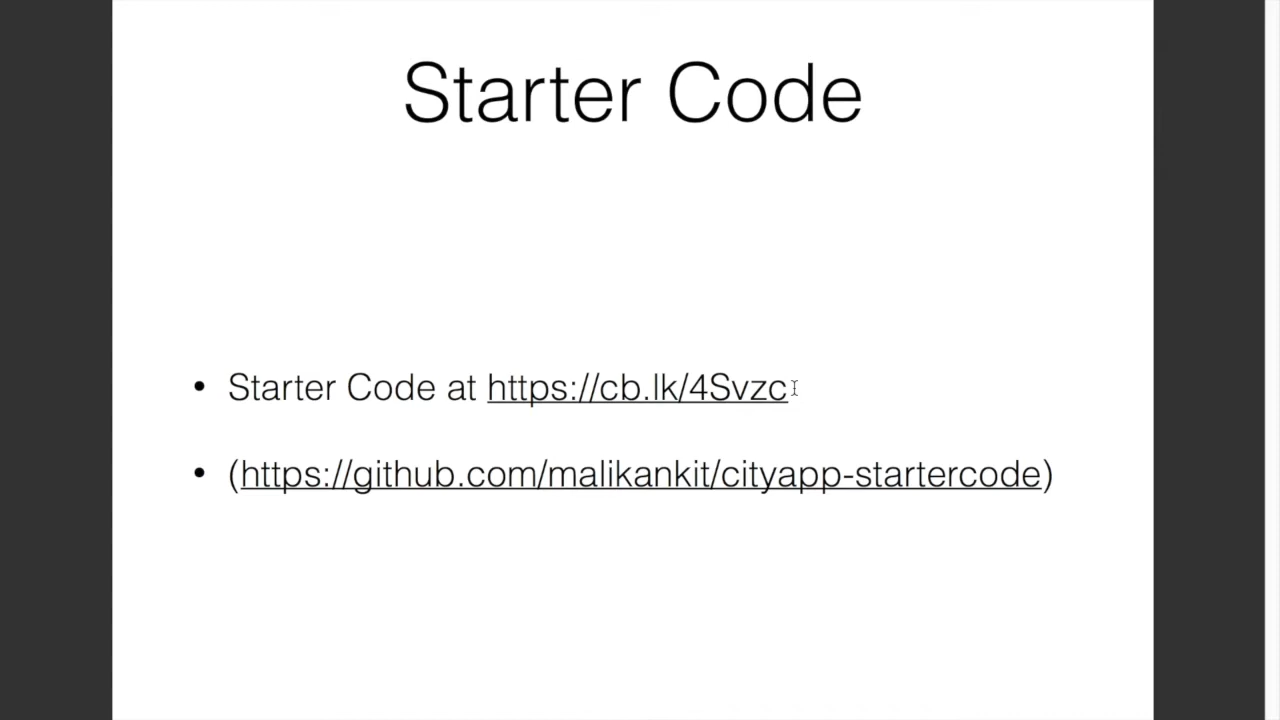 Starter Code
• Starter Code at https://cb.lk/4Svzc
• (https://github.com/malikankit/cityapp-startercode)